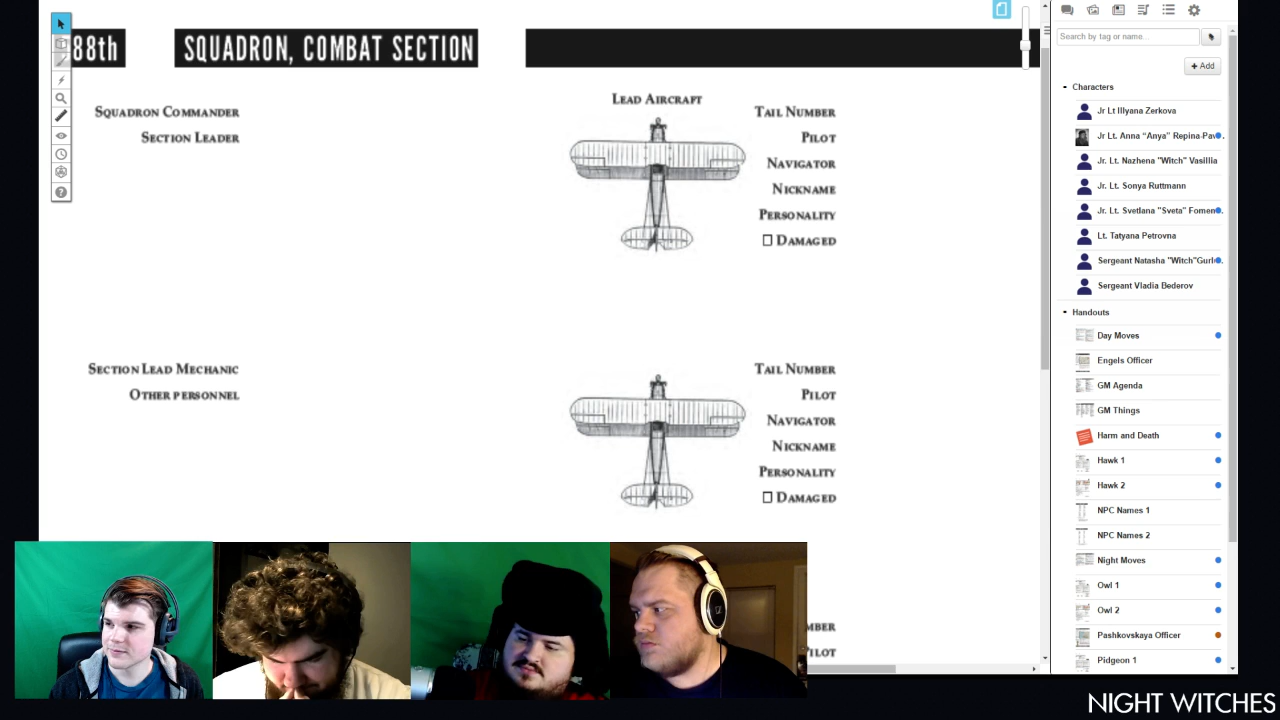 88th
SQUADRON, COMBAT SECTION
SQUADRON COMMANDER
SECTION LEADER
LEAD AIRCRAFT
TAIL NUMBER
PILOT
NAVIGATOR
NICKNAME
PERSONALITY
DAMAGED
SECTION LEAD MECHANIC
OTHER PERSONNEL
TAIL NUMBER
PILOT
NAVIGATOR
NICKNAME
PERSONALITY
DAMAGED
PILOT
Search by tag or name...
+ Add
Characters
Jr Lt Illyana Zerkova
Jr Lt. Anna “Anya” Repina-Pav...
Jr. Lt. Nazhena "Witch" Vasillia
Jr. Lt. Sonya Ruttmann
Jr. Lt. Svetlana "Sveta" Fomen...
Lt. Tatyana Petrovna
Sergeant Natasha "Witch"Gurl...
Sergeant Vladia Bederov
Handouts
Day Moves
Engels Officer
GM Agenda
GM Things
Harm and Death
Hawk 1
Hawk 2
NPC Names 1
NPC Names 2
Night Moves
Owl 1
Owl 2
Pashkovskaya Officer
Pidgeon 1
NIGHT WITCHES